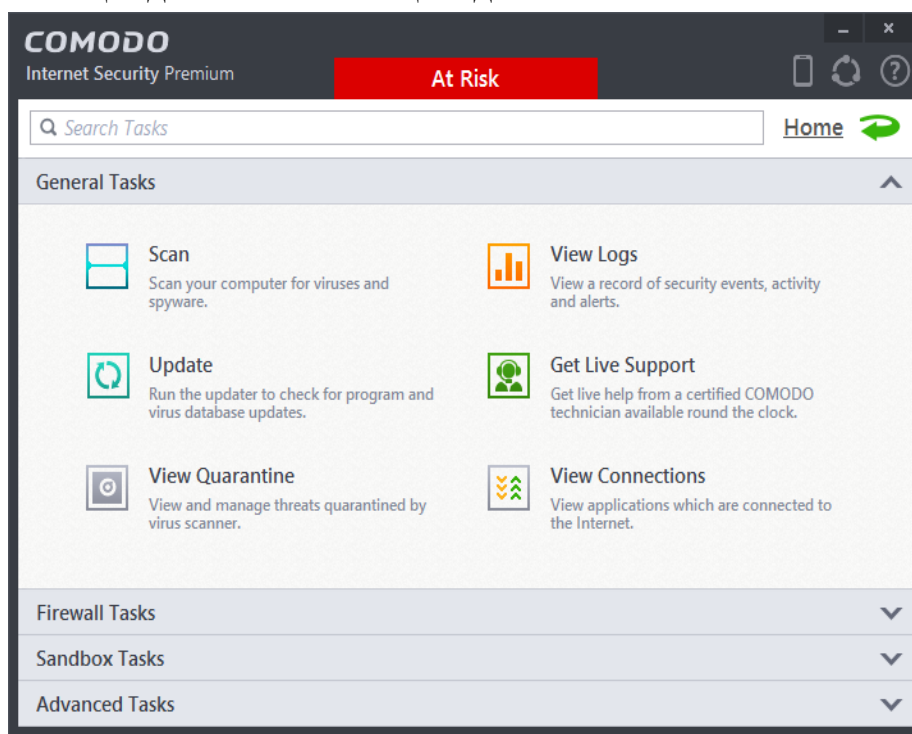 COMODO
Internet Security Premium
At Risk
Search Tasks
Home
General Tasks
Scan
Scan your computer for viruses and
spyware.
View Logs
View a record of security events, activity
and alerts.
Update
Run the updater to check for program and
virus database updates.
Get Live Support
Get live help from a certified COMODO
technician available round the clock.
View Quarantine
View and manage threats quarantined by
virus scanner.
View Connections
View applications which are connected to
the Internet.
Firewall Tasks
Sandbox Tasks
Advanced Tasks